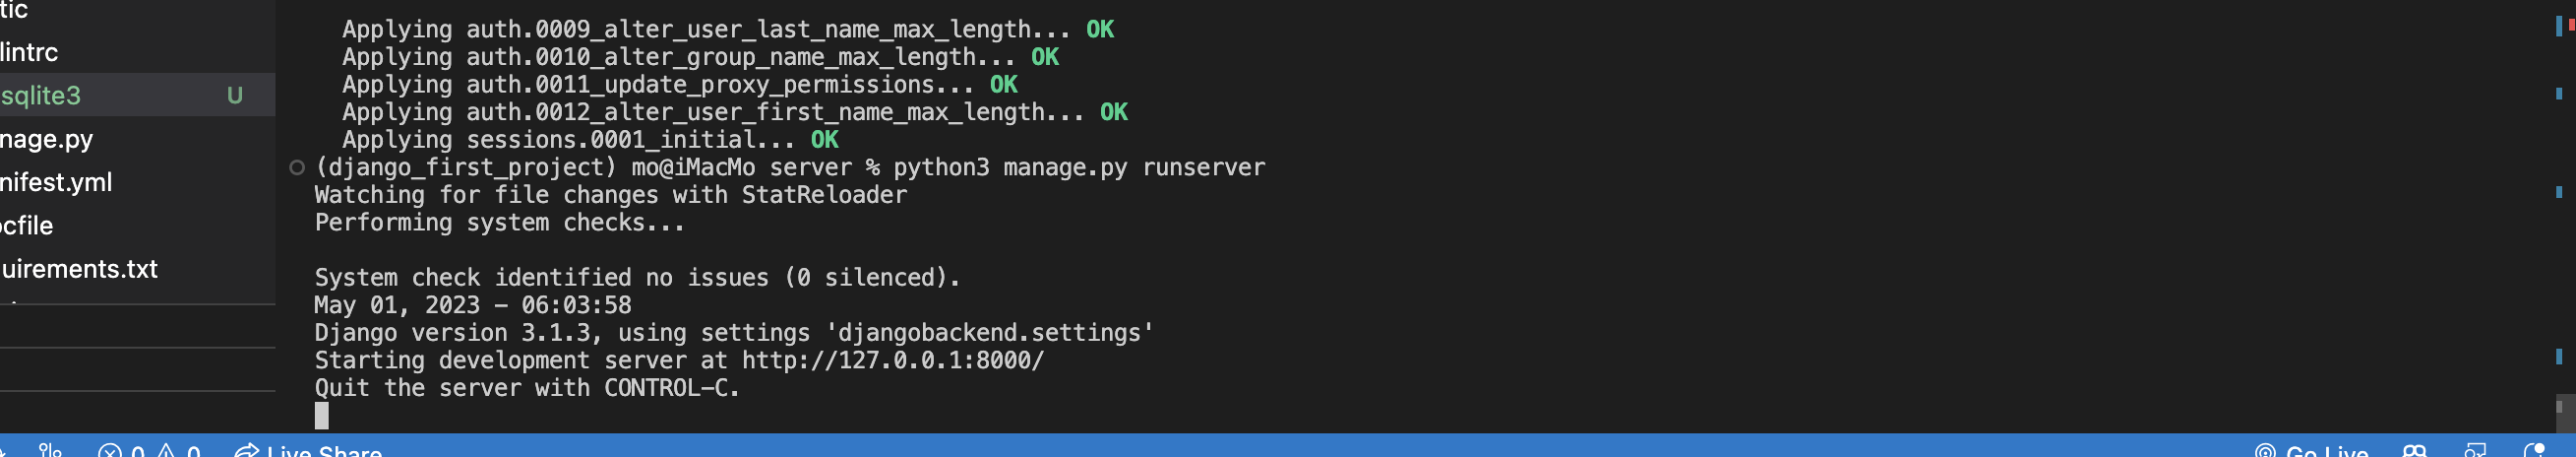 tic
lintrc
sqlite3 U
nage.py
nifest.yml
ocfile
uirements.txt
Applying auth.0009_alter_user_last_name_max_length... OK
Applying auth.0010_alter_group_name_max_length... OK
Applying auth.0011_update_proxy_permissions... OK
Applying auth.0012_alter_user_first_name_max_length... OK
Applying sessions.0001_initial... OK
(django_first_project) mo@iMacMo server % python3 manage.py runserver
Watching for file changes with StatReloader
Performing system checks...
System check identified no issues (0 silenced).
May 01, 2023 - 06:03:58
Django version 3.1.3, using settings 'djangobackend.settings'
Starting development server at http://127.0.0.1:8000/
Quit the server with CONTROL-C.
0 0 Live Share Go Live